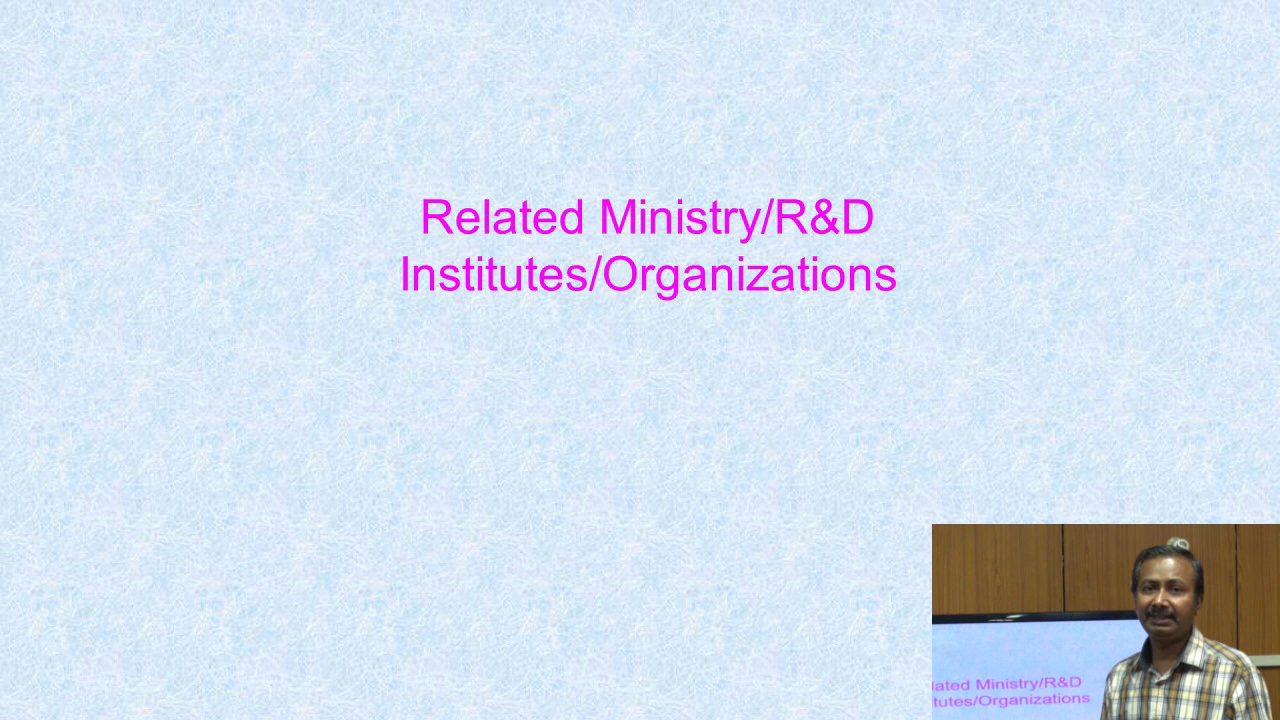 Related Ministry/R&D
Institutes/Organizations
lated Ministry/R&D
tutes/Organizations